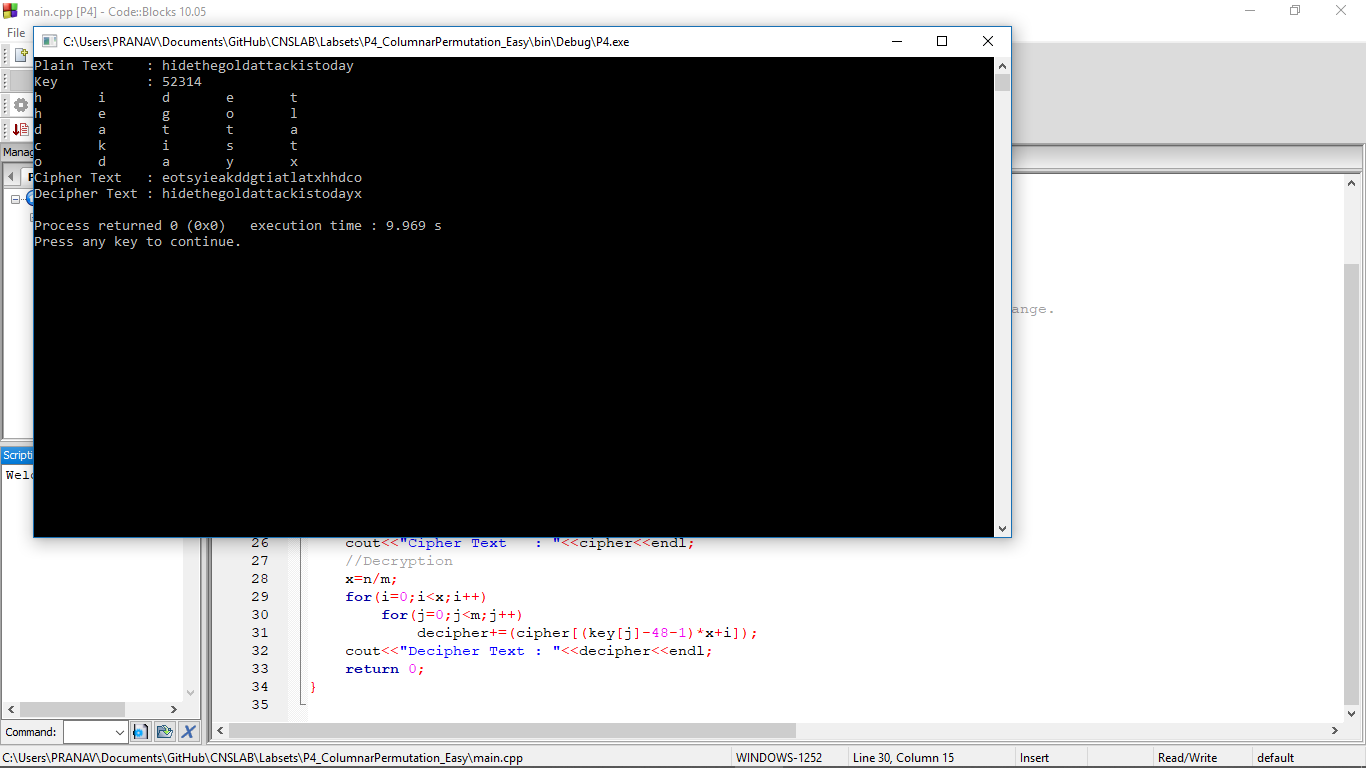 main.cpp [P4] - Code::Blocks 10.05
File
C:\Users\PRANAV\Documents\GitHub\CNSLAB\Labsets\P4_ColumnarPermutation_Easy\bin\Debug\P4.exe
Plain Text    : hidethegoldattackistoday
Key           : 52314
h       i       d       e       t
h       e       g       o       l
d       a       t       t       a
c       k       i       s       t
o       d       a       y       x
Cipher Text   : eotsyieakddgtiatlatxhhdco
Decipher Text : hidethegoldattackistodayx
Process returned 0 (0x0)   execution time : 9.969 s
Press any key to continue.
Manag
ange.
Scripti
Welc
26 cout<<"Cipher Text   : "<<cipher<<endl;
27 //Decryption
28 x=n/m;
29 for(i=0;i<x;i++)
30 for(j=0;j<m;j++)
31 decipher+=(cipher[(key[j]-48-1)*x+i]);
32 cout<<"Decipher Text : "<<decipher<<endl;
33 return 0;
34 }
35
Command:
C:\Users\PRANAV\Documents\GitHub\CNSLAB\Labsets\P4_ColumnarPermutation_Easy\main.cpp WINDOWS-1252 Line 30, Column 15 Insert Read/Write default